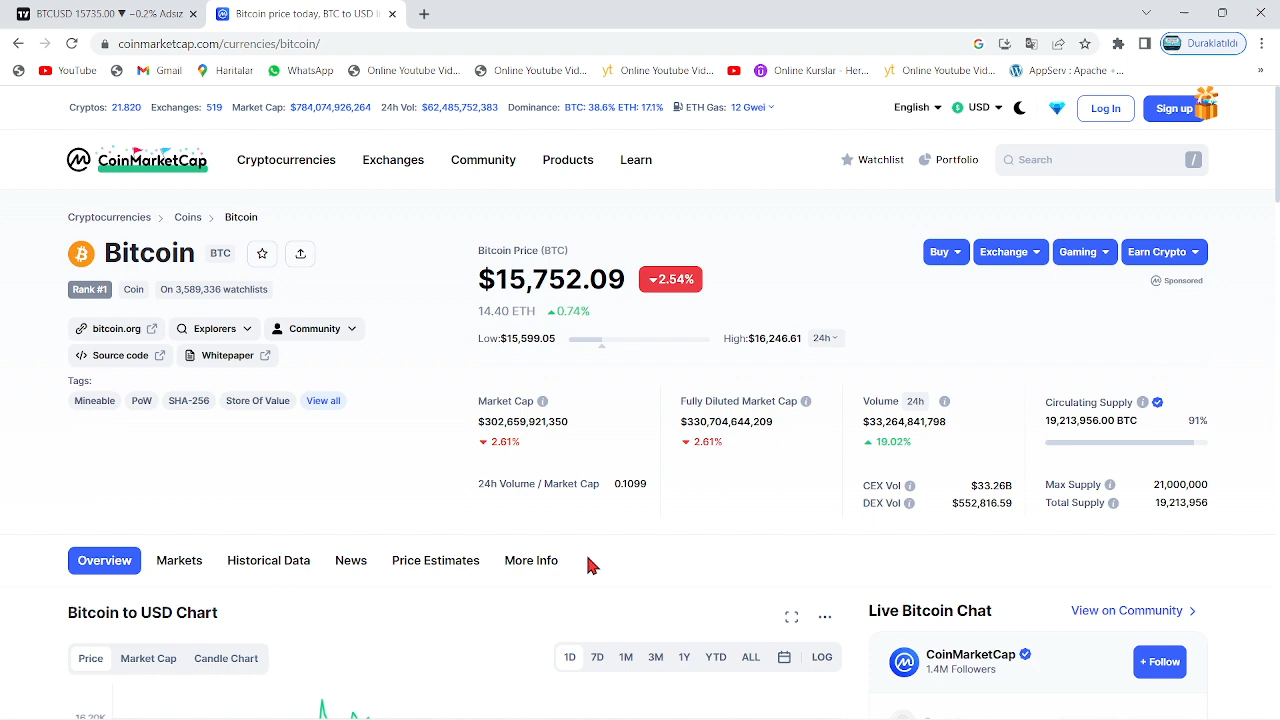 BTCUSD 15735.00 ▼ −0.2% Adsız
Bitcoin price today, BTC to USD li
coinmarketcap.com/currencies/bitcoin/
Duraklatıldı
YouTube Gmail Haritalar WhatsApp Online Youtube Vid... Online Youtube Vid... Online Youtube Vid... Online Kurslar - Her... Online Youtube Vid... AppServ : Apache +... »
Cryptos: 21.820 Exchanges: 519 Market Cap: $784,074,926,264 24h Vol: $62,485,752,383 Dominance: BTC: 38.6% ETH: 17.1% ETH Gas: 12 Gwei
English USD Log In Sign up
CoinMarketCap Cryptocurrencies Exchanges Community Products Learn Watchlist Portfolio Search /
Cryptocurrencies > Coins > Bitcoin
Bitcoin BTC
Rank #1 Coin On 3,589,336 watchlists
bitcoin.org Explorers Community
Source code Whitepaper
Tags:
Mineable PoW SHA-256 Store Of Value View all
Bitcoin Price (BTC)
$15,752.09 2.54%
14.40 ETH 0.74%
Low:$15,599.05 High:$16,246.61 24h
Buy Exchange Gaming Earn Crypto
Sponsored
Market Cap
$302,659,921,350
2.61%
24h Volume / Market Cap 0.1099
Fully Diluted Market Cap
$330,704,644,209
2.61%
Volume 24h
$33,264,841,798
19.02%
CEX Vol $33.26B
DEX Vol $552,816.59
Circulating Supply
19,213,956.00 BTC 91%
Max Supply 21,000,000
Total Supply 19,213,956
Overview Markets Historical Data News Price Estimates More Info
Bitcoin to USD Chart
Price Market Cap Candle Chart
1D 7D 1M 3M 1Y YTD ALL LOG
16.20K
Live Bitcoin Chat View on Community >
CoinMarketCap
1.4M Followers
+ Follow